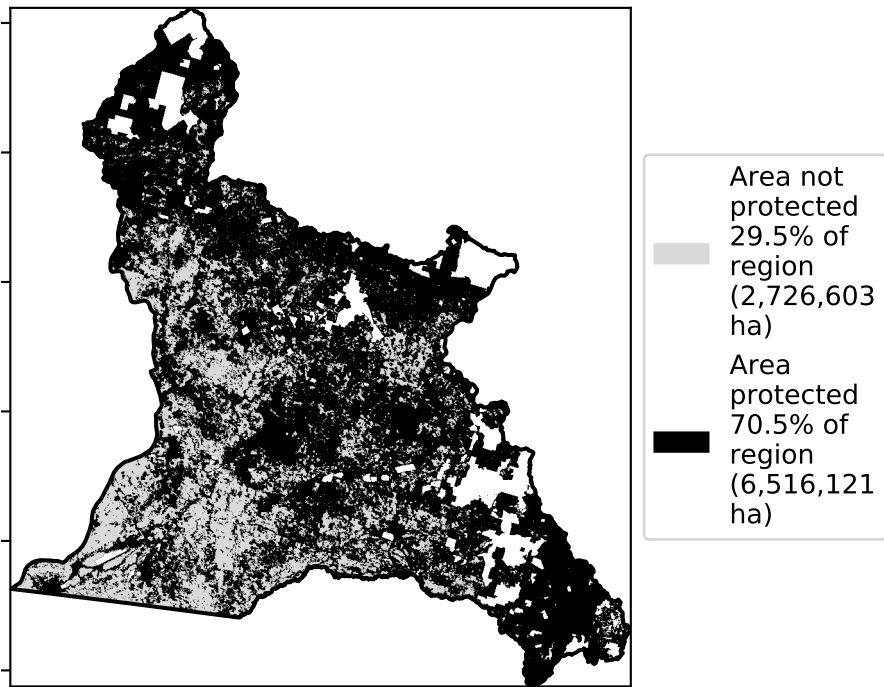 Area not
protected
29.5% of
region
(2,726,603
ha)
Area
protected
70.5% of
region
(6,516,121
ha)